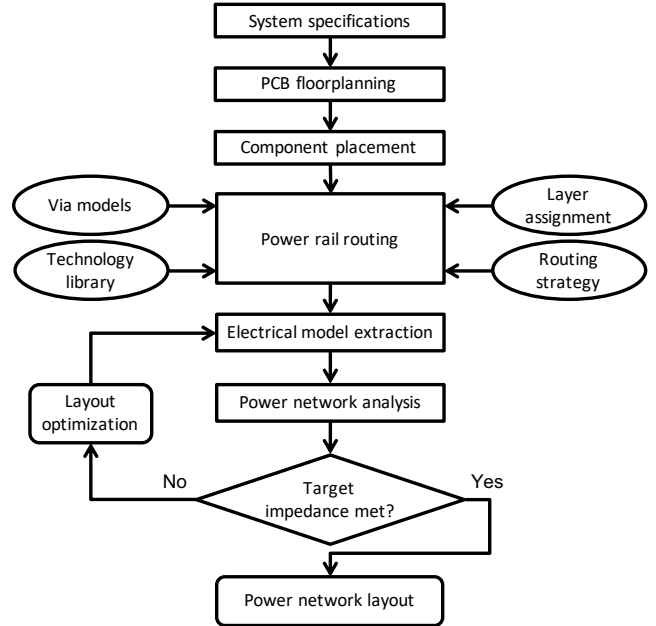 System specifications
PCB floorplanning
Component placement
Via models
Layer
assignment
Power rail routing
Technology
library
Routing
strategy
Electrical model extraction
Layout
optimization
Power network analysis
No
Yes
Target
impedance met?
Power network layout